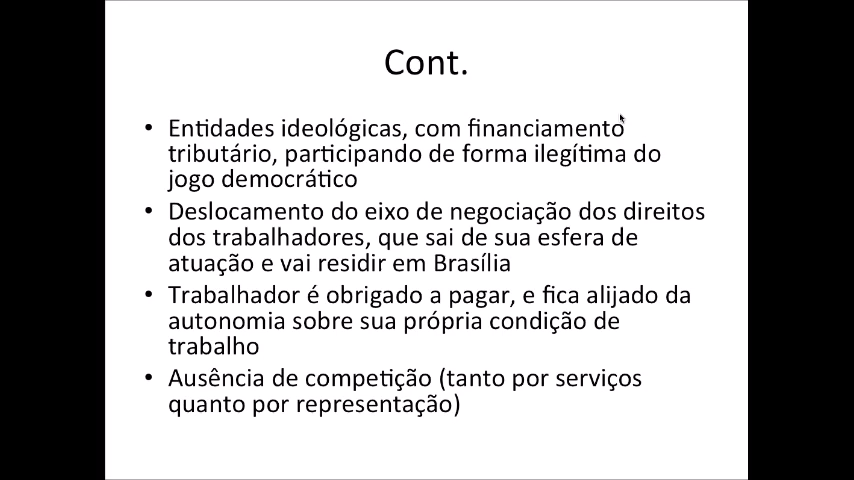 Cont.
• Entidades ideológicas, com financiamento
tributário, participando de forma ilegítima do
jogo democrático
• Deslocamento do eixo de negociação dos direitos
dos trabalhadores, que sai de sua esfera de
atuação e vai residir em Brasília
• Trabalhador é obrigado a pagar, e fica alijado da
autonomia sobre sua própria condição de
trabalho
• Ausência de competição (tanto por serviços
quanto por representação)